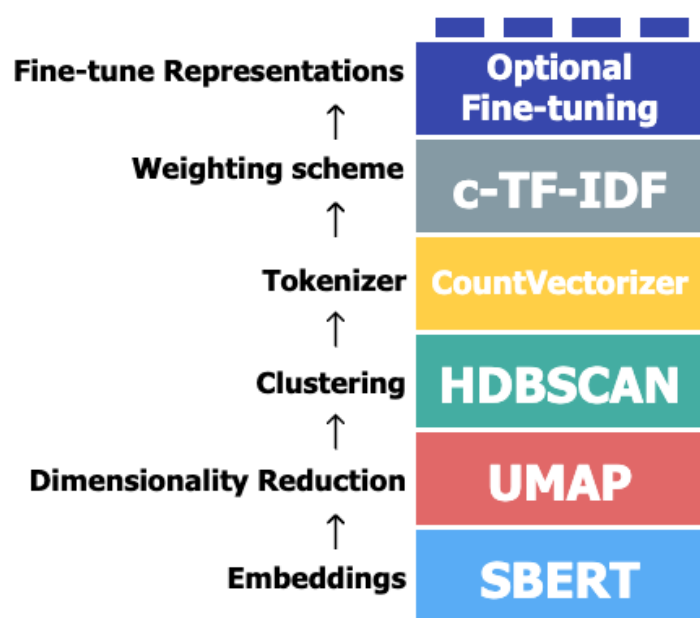 Fine-tune Representations
Optional
Fine-tuning
↑
Weighting scheme
c-TF-IDF
↑
Tokenizer
CountVectorizer
↑
Clustering
HDBSCAN
↑
Dimensionality Reduction
UMAP
↑
Embeddings
SBERT